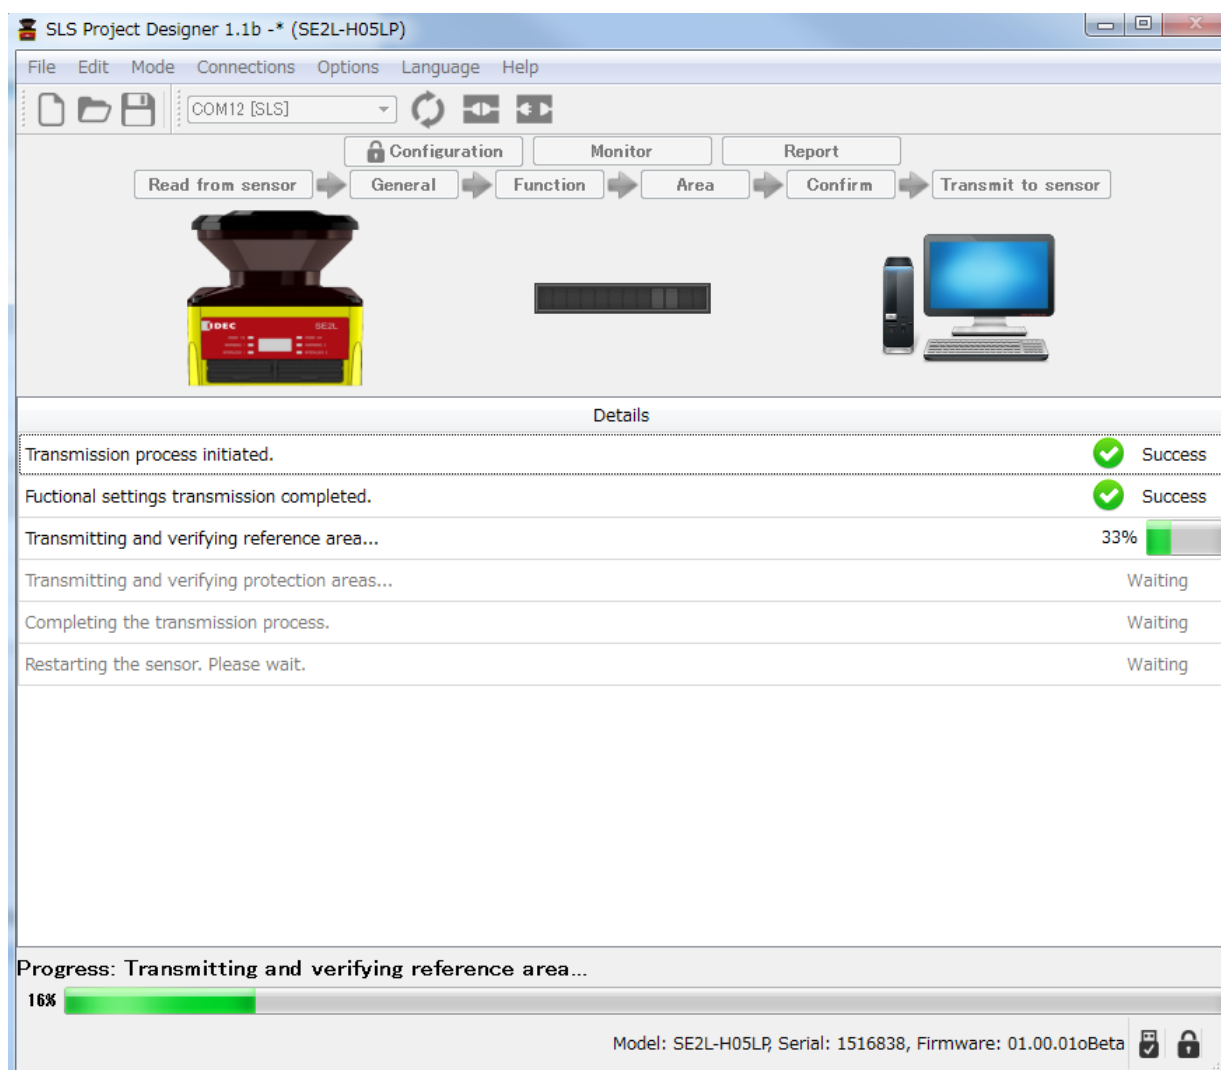 SLS Project Designer 1.1b -* (SE2L-H05LP)
File Edit Mode Connections Options Language Help
COM12 [SLS]
Configuration Monitor Report
Read from sensor General Function Area Confirm Transmit to sensor
IDEC SE2L
Details
Transmission process initiated. Success
Fuctional settings transmission completed. Success
Transmitting and verifying reference area... 33%
Transmitting and verifying protection areas... Waiting
Completing the transmission process. Waiting
Restarting the sensor. Please wait. Waiting
Progress: Transmitting and verifying reference area...
16%
Model: SE2L-H05LP, Serial: 1516838, Firmware: 01.00.01oBeta